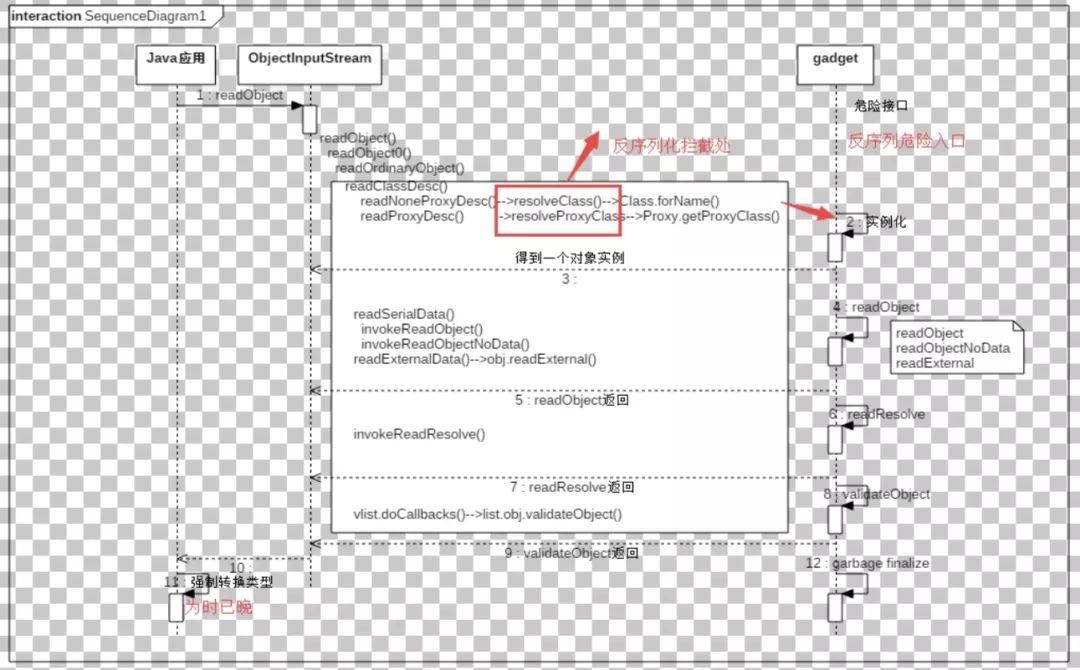 interaction SequenceDiagram1
Java应用
ObjectInputStream
gadget
1 : readObject
危险接口
readObject()
反序列化拦截处
反序列危险入口
readObject0()
readOrdinaryObject()
readClassDesc()
readNoneProxyDesc()-->resolveClass()-->Class.forName()
readProxyDesc() ->resolveProxyClass-->Proxy.getProxyClass()
2 : 实例化
得到一个对象实例
3 :
4 : readObject
readSerialData()
invokeReadObject()
invokeReadObjectNoData()
readExternalData()-->obj.readExternal()
readObject
readObjectNoData
readExternal
5 : readObject返回
6 : readResolve
invokeReadResolve()
7 : readResolve返回
8 : validateObject
vlist.doCallbacks()-->list.obj.validateObject()
9 : validateObject返回
10 :
12 : garbage finalize
11 : 强制转换类型
为时已晚